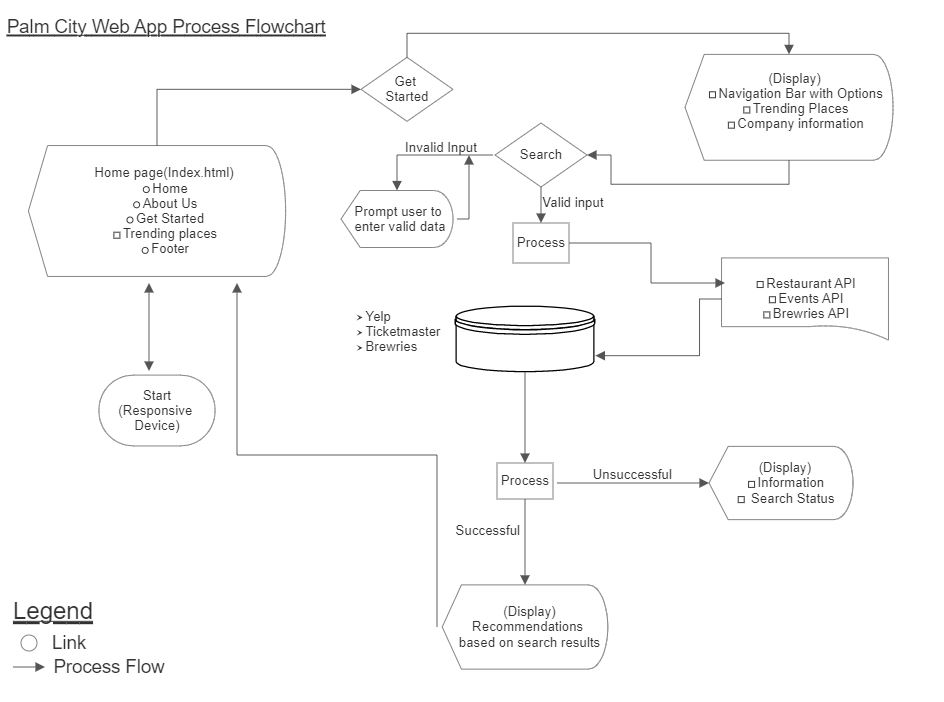 Palm City Web App Process Flowchart
Get
Started
(Display)
Navigation Bar with Options
Trending Places
Company information
Invalid Input
Search
Home page(Index.html)
Home
About Us
Get Started
Trending places
Footer
Prompt user to
enter valid data
Valid input
Process
Restaurant API
Events API
Brewries API
Yelp
Ticketmaster
Brewries
Start
(Responsive
Device)
Process
Unsuccessful
(Display)
Information
Search Status
Successful
(Display)
Recommendations
based on search results
Legend
Link
Process Flow